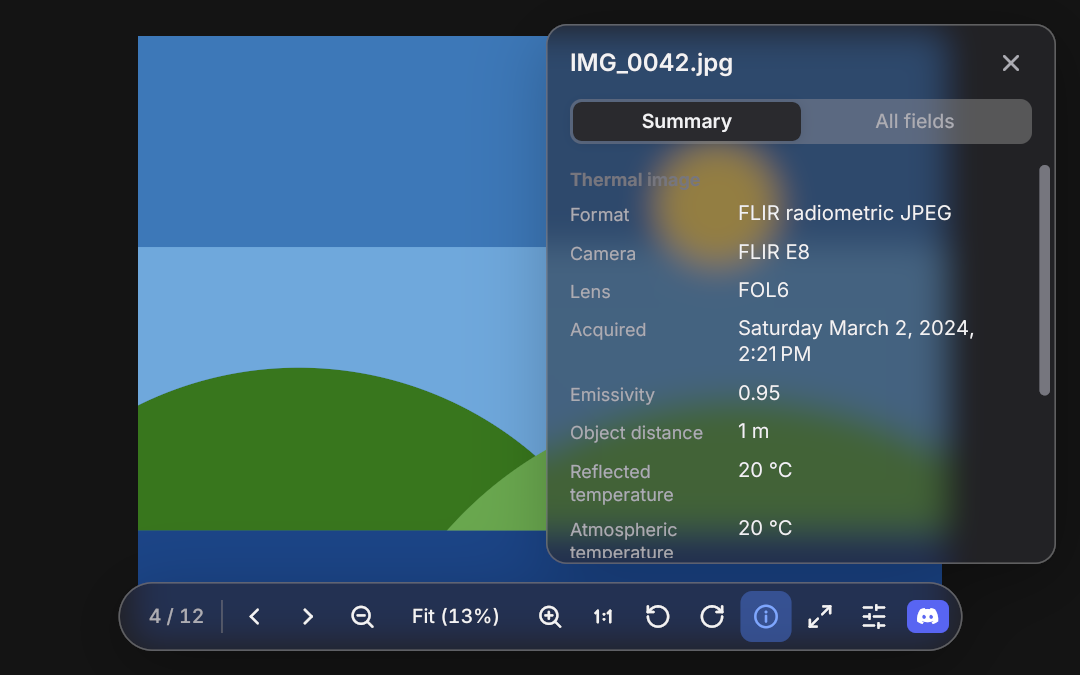 IMG_0042.jpg
Summary
All fields
Thermal image
Format FLIR radiometric JPEG
Camera FLIR E8
Lens FOL6
Acquired Saturday March 2, 2024,
2:21 PM
Emissivity 0.95
Object distance 1 m
Reflected 20 °C
temperature
Atmospheric 20 °C
temperature
4 / 12
Fit (13%)
1:1